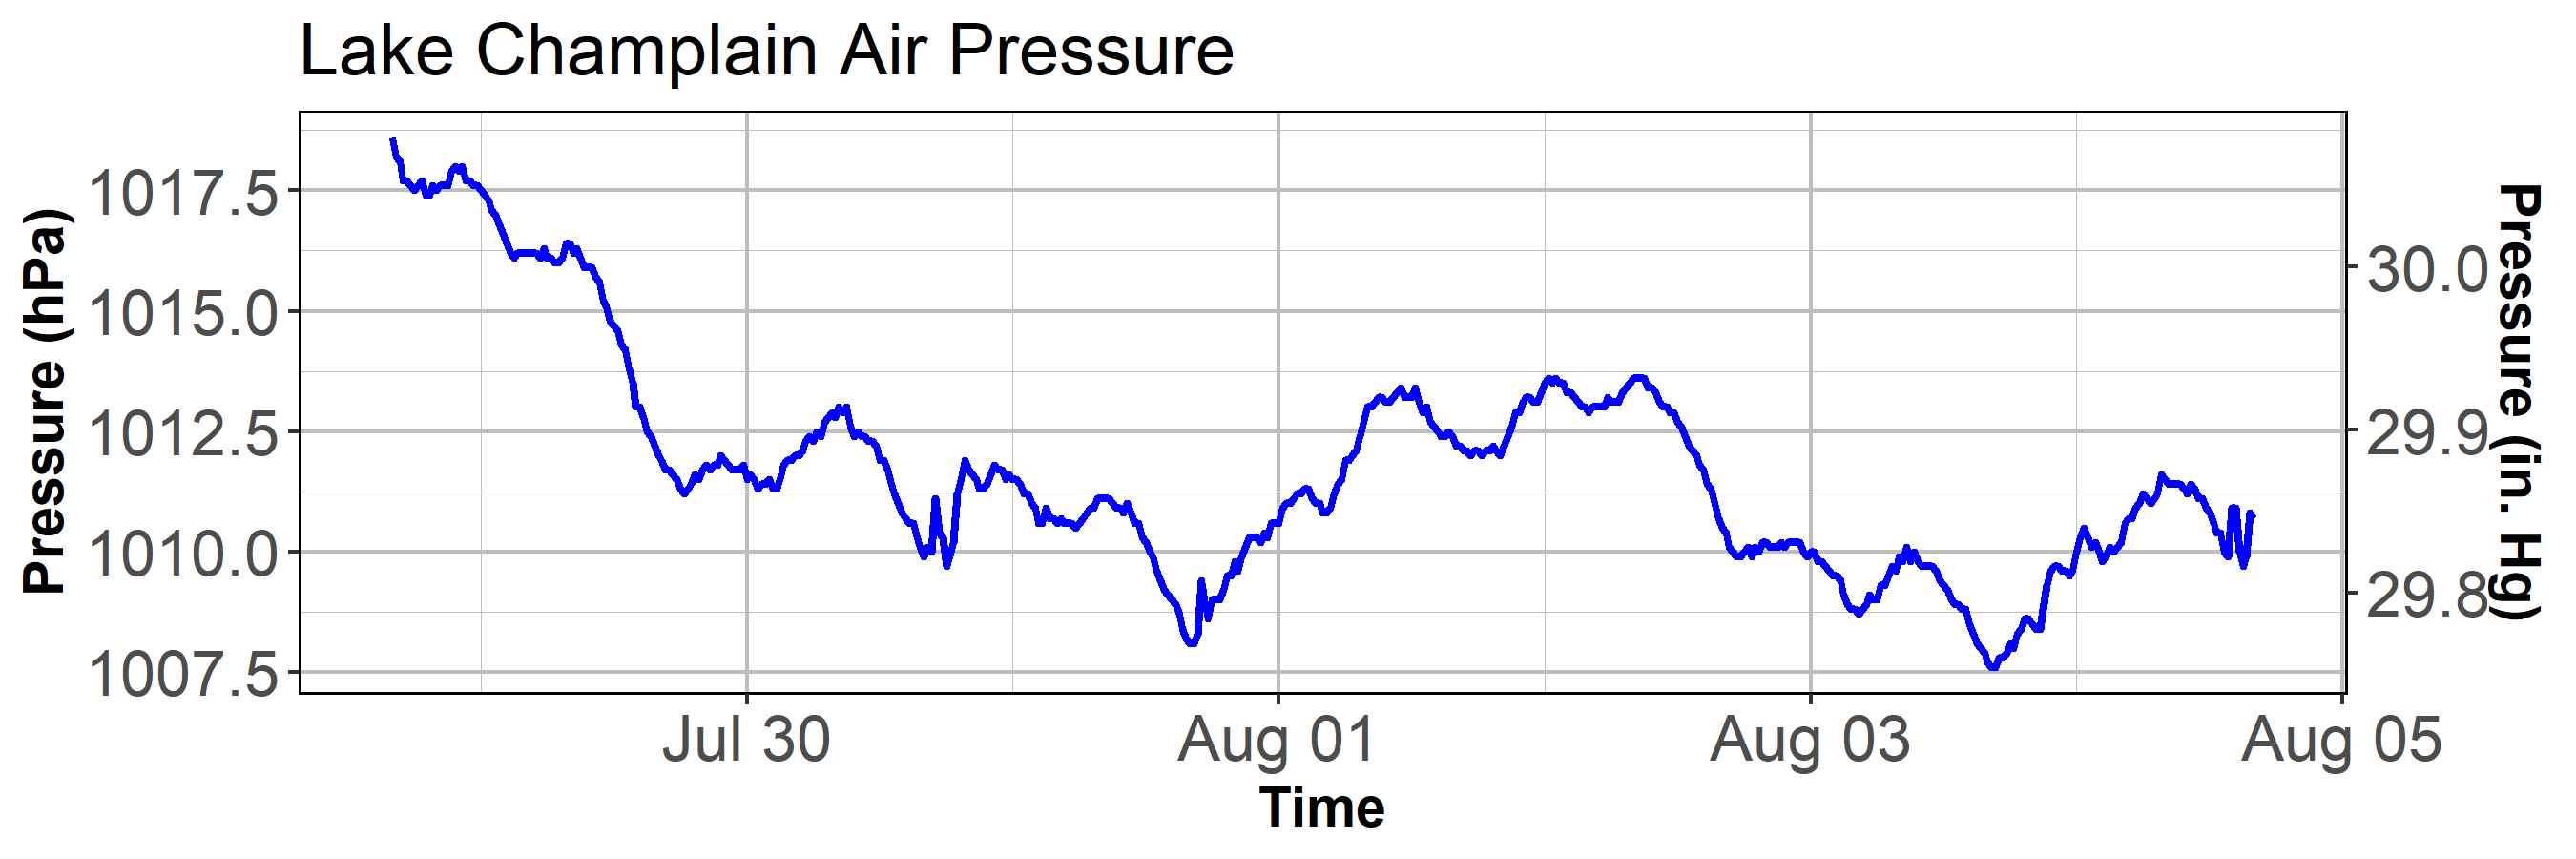 Lake Champlain Air Pressure
Pressure (hPa)
1017.5
1015.0
1012.5
1010.0
1007.5
30.0
29.9
29.8
Pressure (in. Hg)
Jul 30
Aug 01
Aug 03
Aug 05
Time